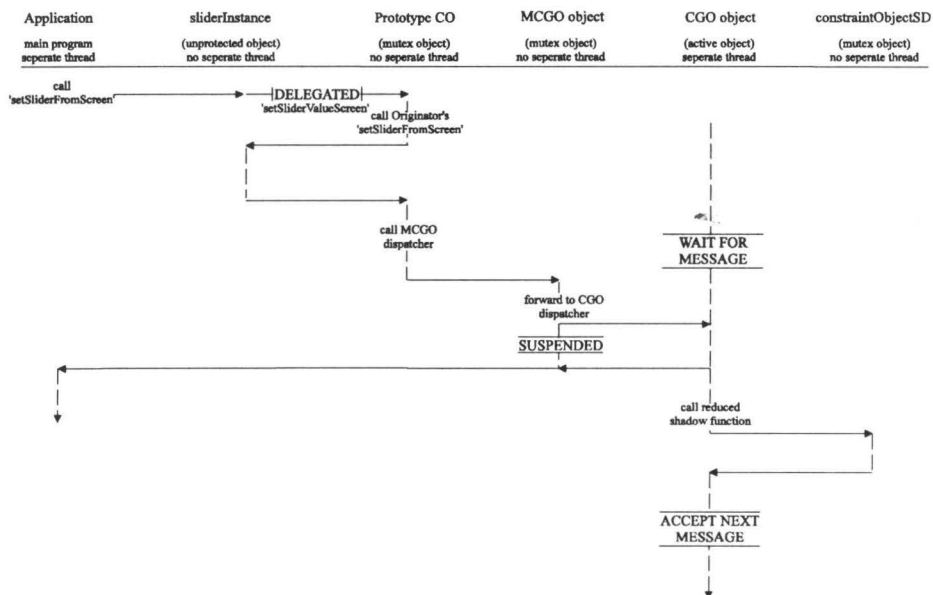 Application
sliderInstance
Prototype CO
MCGO object
CGO object
constraintObjectSD
main program
seperate thread
(unprotected object)
no seperate thread
(mutex object)
no seperate thread
(mutex object)
no seperate thread
(active object)
seperate thread
(mutex object)
no seperate thread
call
'setSliderFromScreen'
DELEGATED
'setSliderValueScreen'
call Originator's
'setSliderFromScreen'
call MCGO
dispatcher
WAIT FOR
MESSAGE
forward to CGO
dispatcher
SUSPENDED
call reduced
shadow function
ACCEPT NEXT
MESSAGE